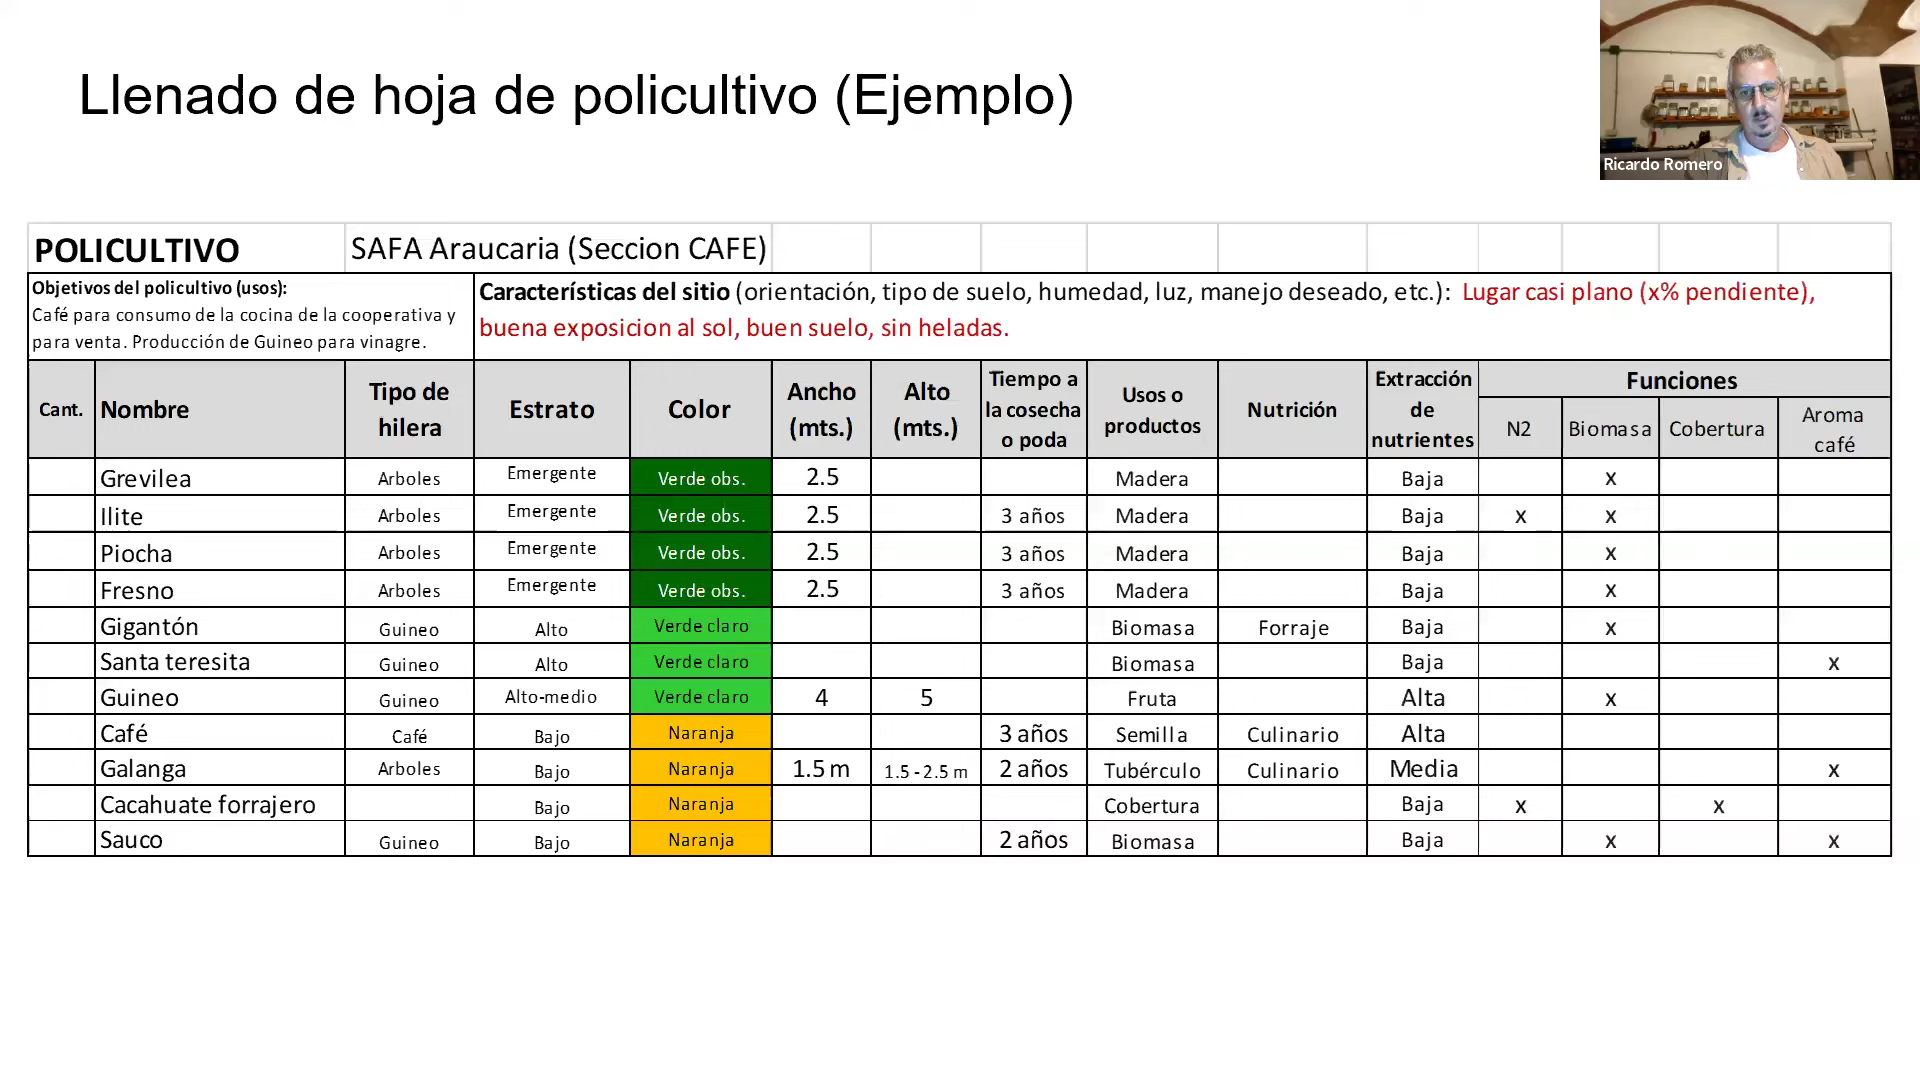 Llenado de hoja de policultivo (Ejemplo)
Ricardo Romero
POLICULTIVO SAFA Araucaria (Seccion CAFE)
Objetivos del policultivo (usos):
Café para consumo de la cocina de la cooperativa y
para venta. Producción de Guineo para vinagre.
Características del sitio (orientación, tipo de suelo, humedad, luz, manejo deseado, etc.): Lugar casi plano (x% pendiente),
buena exposicion al sol, buen suelo, sin heladas.
Cant. Nombre Tipo de hilera Estrato Color Ancho (mts.) Alto (mts.) Tiempo a la cosecha o poda Usos o productos Nutrición Extracción de nutrientes Funciones
N2 Biomasa Cobertura Aroma café
Grevilea Arboles Emergente Verde obs. 2.5 Madera Baja x
Ilite Arboles Emergente Verde obs. 2.5 3 años Madera Baja x x
Piocha Arboles Emergente Verde obs. 2.5 3 años Madera Baja x
Fresno Arboles Emergente Verde obs. 2.5 3 años Madera Baja x
Gigantón Guineo Alto Verde claro Biomasa Forraje Baja x
Santa teresita Guineo Alto Verde claro Biomasa Baja x
Guineo Guineo Alto-medio Verde claro 4 5 Fruta Alta x
Café Café Bajo Naranja 3 años Semilla Culinario Alta
Galanga Arboles Bajo Naranja 1.5 m 1.5 - 2.5 m 2 años Tubérculo Culinario Media x
Cacahuate forrajero Bajo Naranja Cobertura Baja x x
Sauco Guineo Bajo Naranja 2 años Biomasa Baja x x